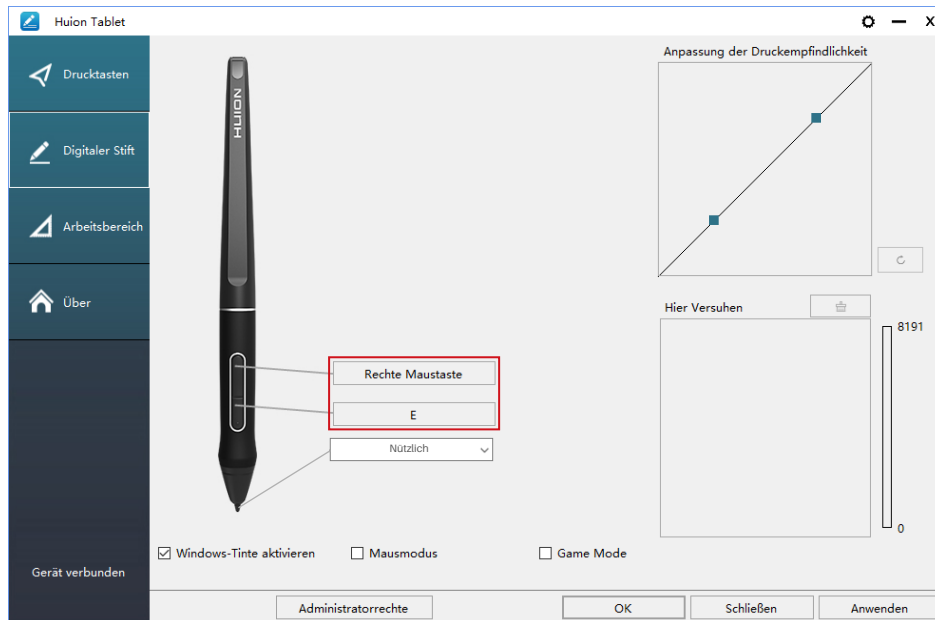 Huion Tablet
Drucktasten
Digitaler Stift
Arbeitsbereich
Über
Gerät verbunden
HUION
Rechte Maustaste
E
Nützlich
Windows-Tinte aktivieren
Mausmodus
Game Mode
Anpassung der Druckempfindlichkeit
Hier Versuhen
8191
0
Administratorrechte
OK
Schließen
Anwenden